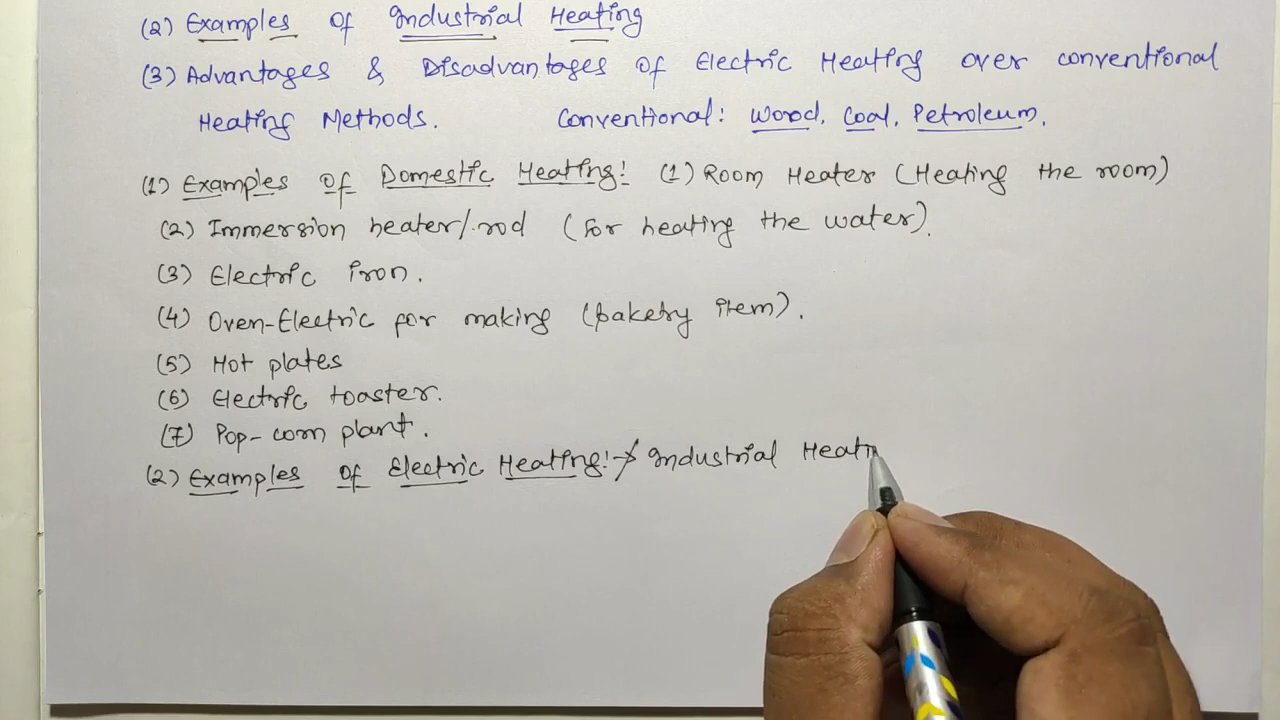 (2) Examples of Industrial Heating
(3) Advantages & Disadvantages of Electric Heating over conventional
Heating Methods. Conventional: Wood, Coal, Petroleum.
(1) Examples of Domestic Heating: (1) Room Heater (Heating the room)
(2) Immersion heater/rod (for heating the water).
(3) Electric iron.
(4) Oven-Electric for making (bakery item).
(5) Hot plates
(6) Electric toaster.
(7) Pop-corn plant.
(2) Examples of Electric Heating:→ Industrial Heatin